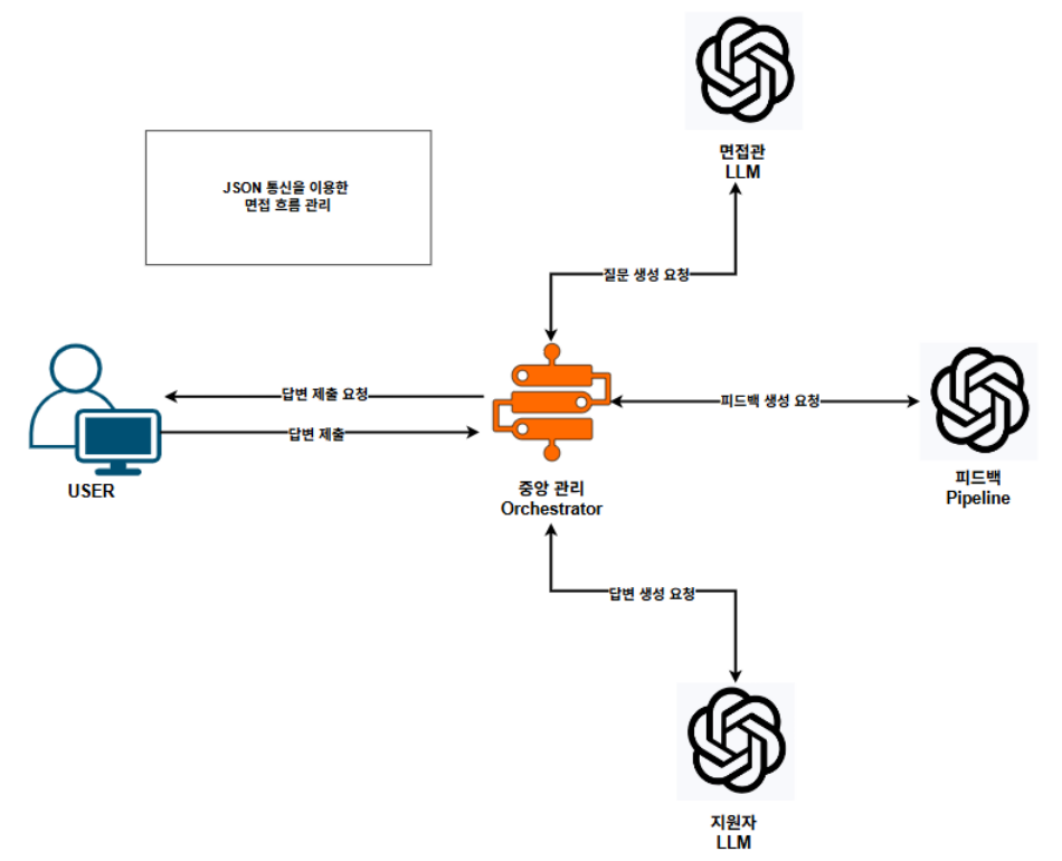 면접관
LLM
JSON 통신을 이용한
면접 흐름 관리
질문 생성 요청
답변 제출 요청
피드백 생성 요청
답변 제출
USER
중앙 관리
Orchestrator
피드백
Pipeline
답변 생성 요청
지원자
LLM